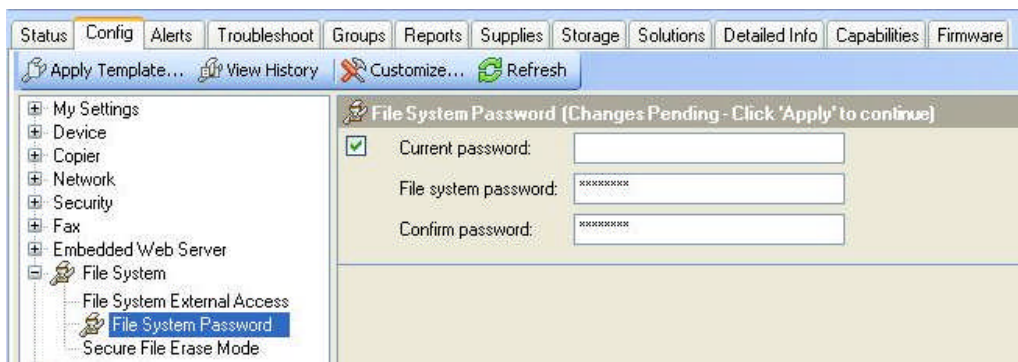 Status Config Alerts Troubleshoot Groups Reports Supplies Storage Solutions Detailed Info Capabilities Firmware
Apply Template... View History Customize... Refresh
My Settings
Device
Copier
Network
Security
Fax
Embedded Web Server
File System
File System External Access
File System Password
Secure File Erase Mode
File System Password (Changes Pending - Click 'Apply' to continue)
Current password:
File system password: ××××××××
Confirm password: ××××××××